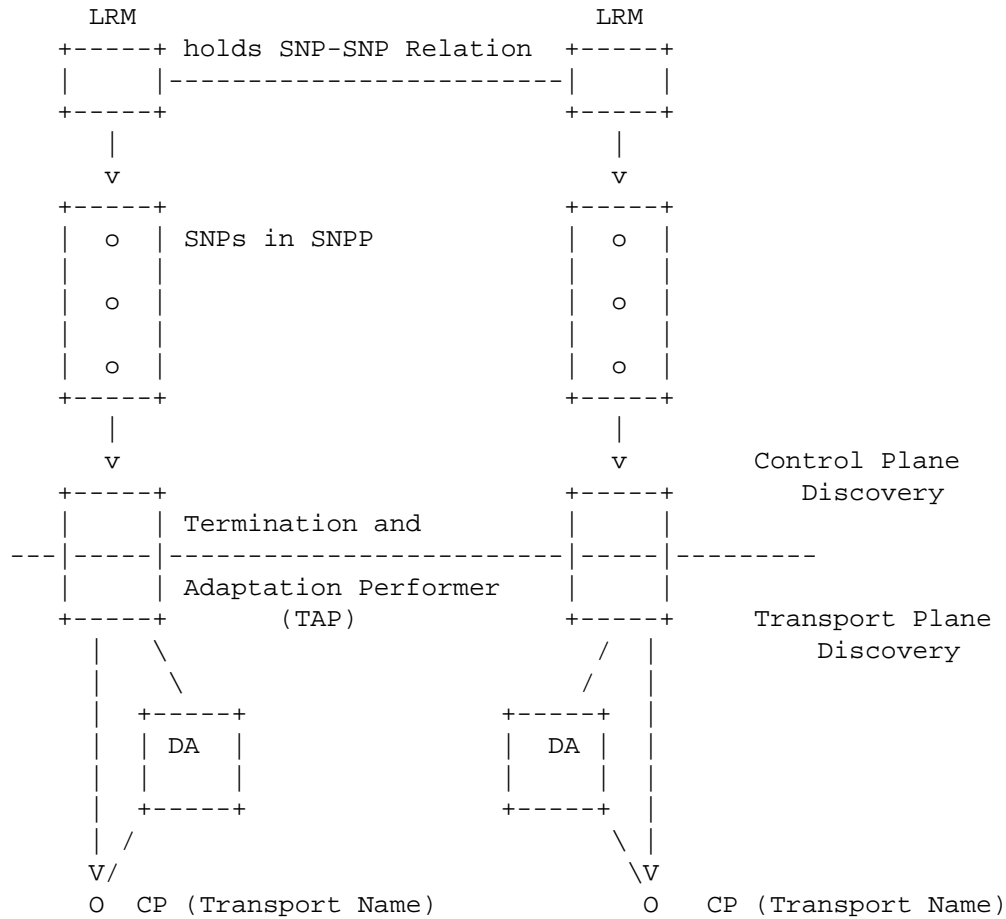 LRM LRM
holds SNP-SNP Relation
v v
o SNPs in SNPP o
o o
o o
v v Control Plane
Discovery
Termination and
Adaptation Performer
(TAP) Transport Plane
Discovery
DA DA
V V
O CP (Transport Name) O CP (Transport Name)